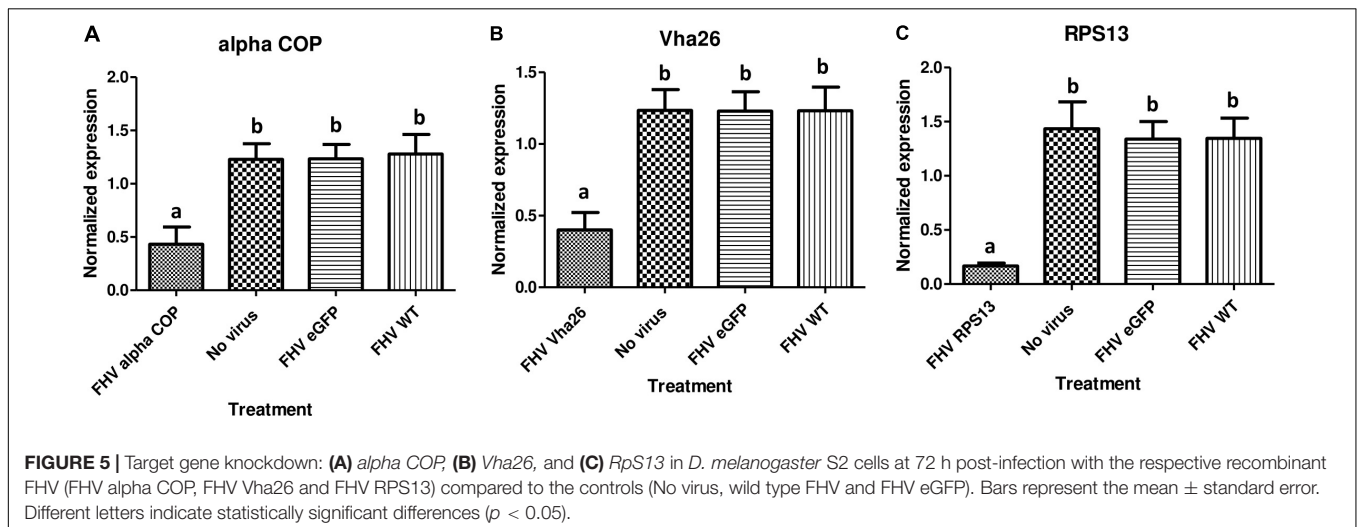 A
alpha COP
Normalized expression
2.0
1.5
1.0
0.5
0.0
a
b
b
b
FHV alpha COP
No virus
FHV eGFP
FHV WT
Treatment
B
Vha26
Normalized expression
1.5
1.0
0.5
0.0
a
b
b
b
FHV Vha26
No virus
FHV eGFP
FHV WT
Treatment
C
RPS13
Normalized expression
2.0
1.5
1.0
0.5
0.0
a
b
b
b
FHV RPS13
No virus
FHV eGFP
FHV WT
Treatment
FIGURE 5 | Target gene knockdown: (A) alpha COP, (B) Vha26, and (C) RpS13 in D. melanogaster S2 cells at 72 h post-infection with the respective recombinant
FHV (FHV alpha COP, FHV Vha26 and FHV RPS13) compared to the controls (No virus, wild type FHV and FHV eGFP). Bars represent the mean ± standard error.
Different letters indicate statistically significant differences (p < 0.05).